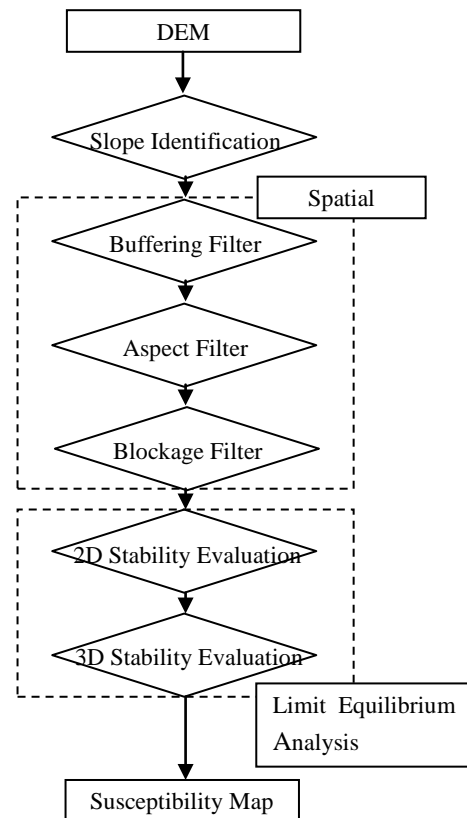 DEM
Slope Identification
Spatial
Buffering Filter
Aspect Filter
Blockage Filter
2D Stability Evaluation
3D Stability Evaluation
Limit Equilibrium
Analysis
Susceptibility Map